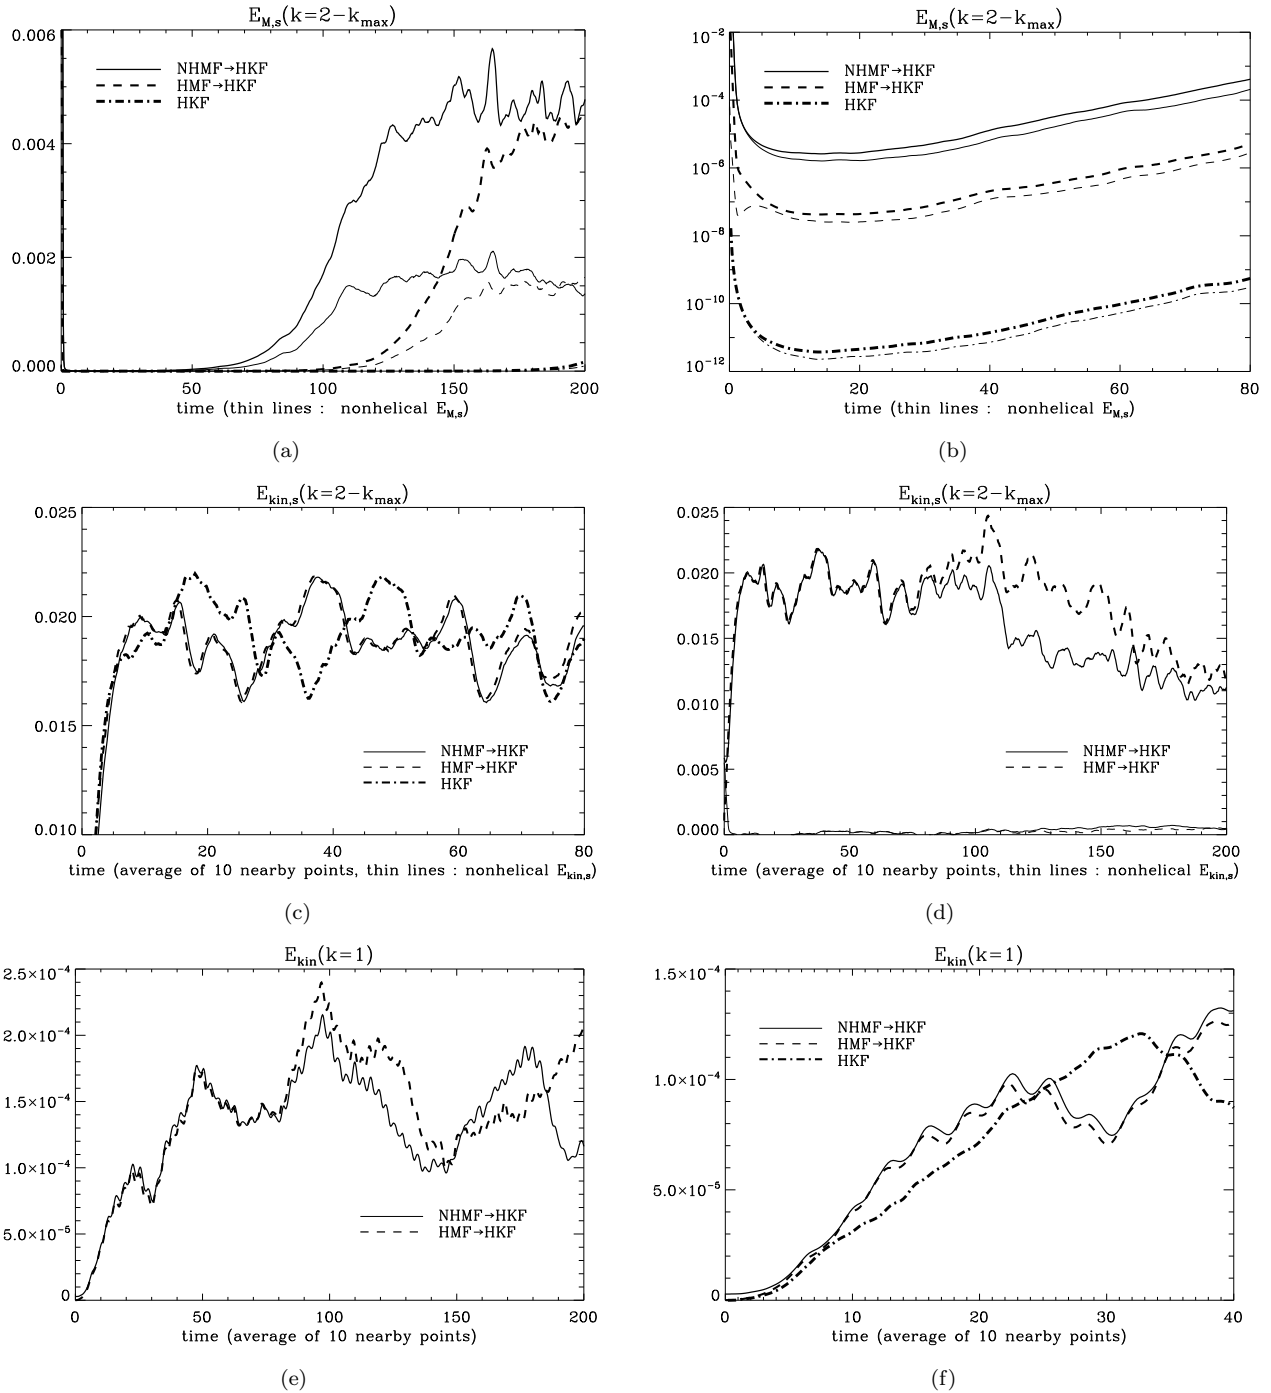 E_{M,s}(k=2−k_{max})
0.006
0.004
0.002
0.000
NHMF→HKF
HMF→HKF
HKF
0 50 100 150 200
time (thin lines : nonhelical E_{M,s})
(a)
E_{M,s}(k=2−k_{max})
10^{-2}
10^{-4}
10^{-6}
10^{-8}
10^{-10}
10^{-12}
NHMF→HKF
HMF→HKF
HKF
0 20 40 60 80
time (thin lines : nonhelical E_{M,s})
(b)
E_{kin,s}(k=2−k_{max})
0.025
0.020
0.015
0.010
NHMF→HKF
HMF→HKF
HKF
0 20 40 60 80
time (average of 10 nearby points, thin lines : nonhelical E_{kin,s})
(c)
E_{kin,s}(k=2−k_{max})
0.025
0.020
0.015
0.010
0.005
0.000
NHMF→HKF
HMF→HKF
0 50 100 150 200
time (average of 10 nearby points, thin lines : nonhelical E_{kin,s})
(d)
E_{kin}(k=1)
2.5×10^{-4}
2.0×10^{-4}
1.5×10^{-4}
1.0×10^{-4}
5.0×10^{-5}
0
NHMF→HKF
HMF→HKF
0 50 100 150 200
time (average of 10 nearby points)
(e)
E_{kin}(k=1)
1.5×10^{-4}
1.0×10^{-4}
5.0×10^{-5}
0
NHMF→HKF
HMF→HKF
HKF
0 10 20 30 40
time (average of 10 nearby points)
(f)